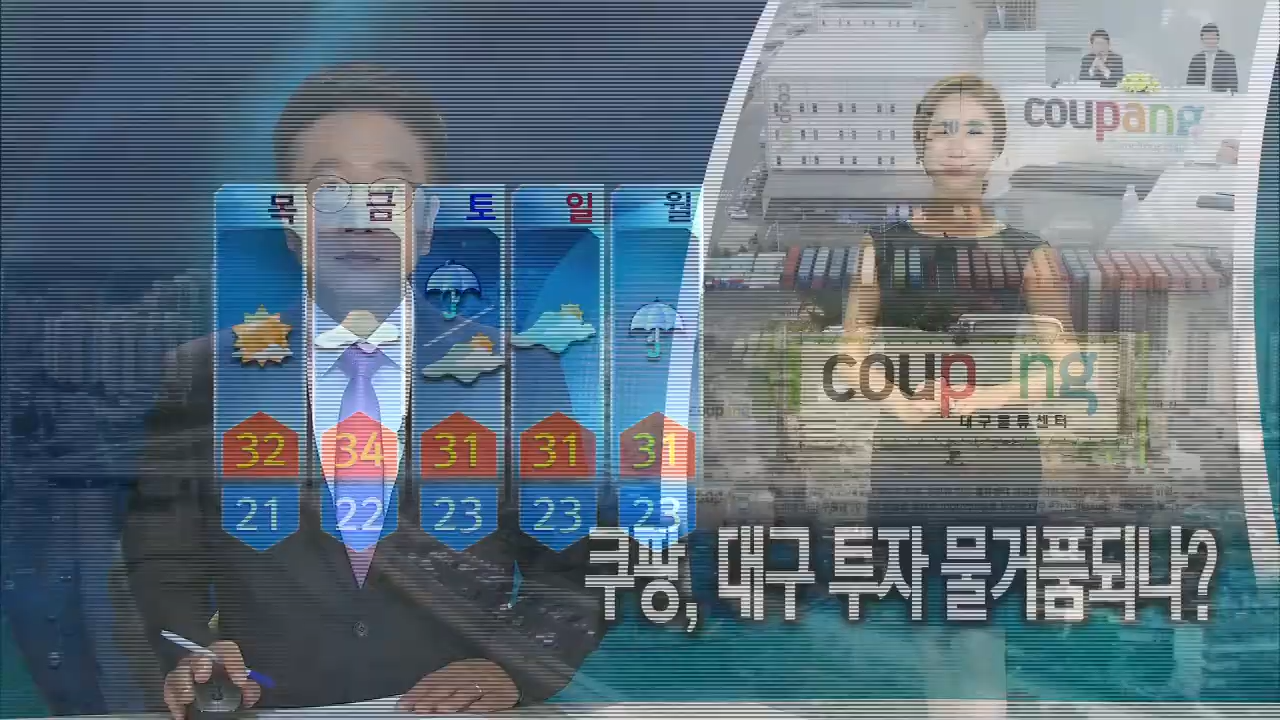 coupang
목 금 토 일 월
coup ng
대구물류센터
32 34 31 31 31
21 22 23 23 23
쿠팡, 대구 투자 물거품되나?